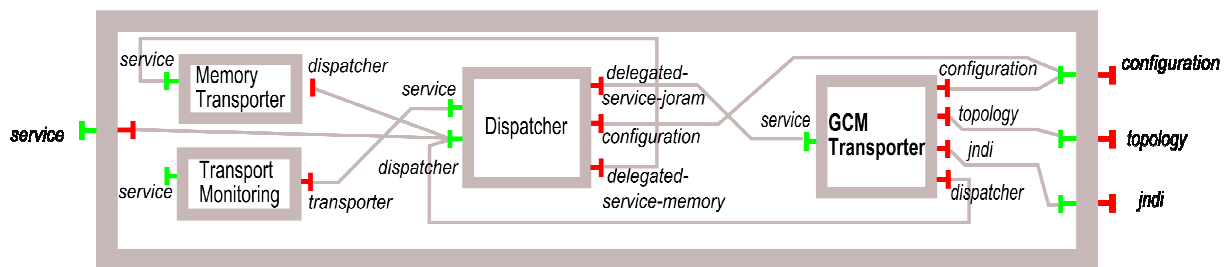 service
service
Memory
Transporter
dispatcher
service
Transport
Monitoring
transporter
service
dispatcher
Dispatcher
delegated-
service-joram
configuration
delegated-
service-memory
service
GCM
Transporter
configuration
topology
jndi
dispatcher
configuration
topology
jndi